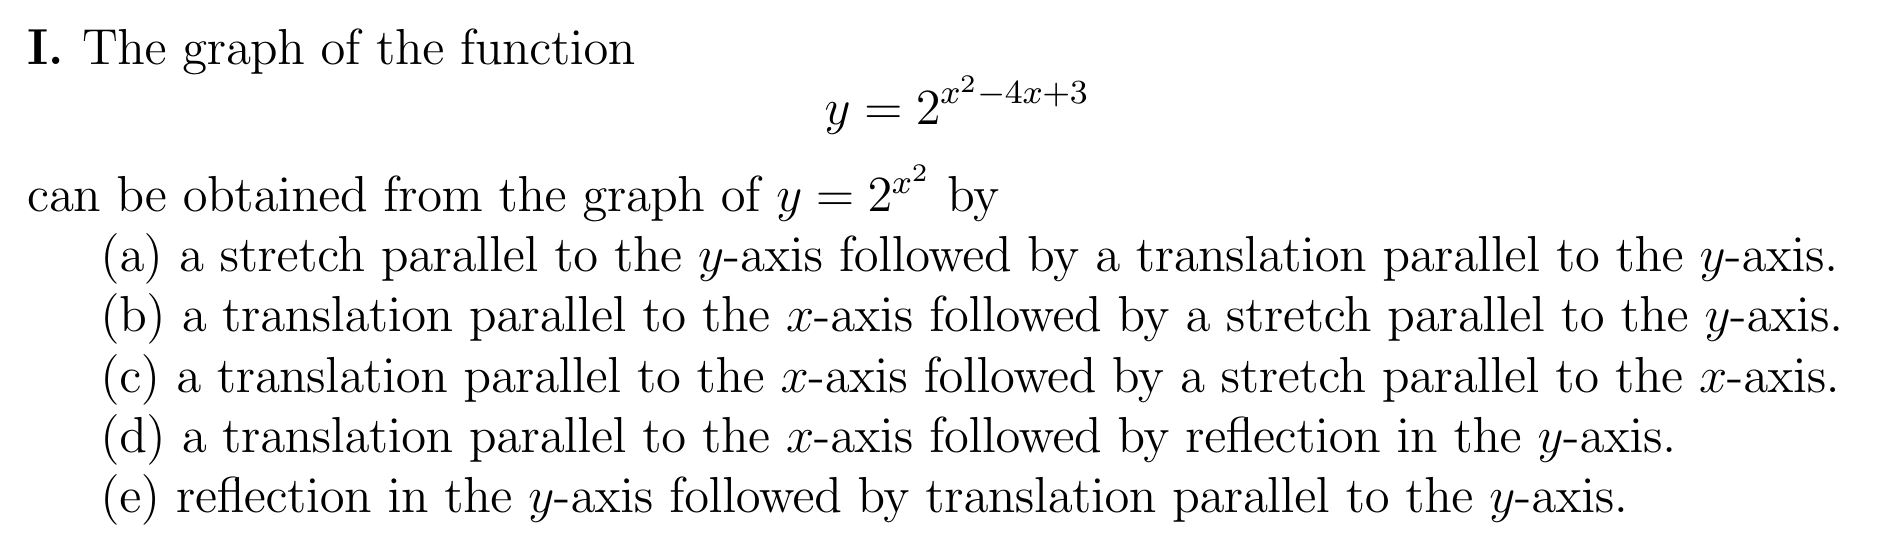 I. The graph of the function
y = 2^{x^2-4x+3}
can be obtained from the graph of y = 2^{x^2} by
(a) a stretch parallel to the y-axis followed by a translation parallel to the y-axis.
(b) a translation parallel to the x-axis followed by a stretch parallel to the y-axis.
(c) a translation parallel to the x-axis followed by a stretch parallel to the x-axis.
(d) a translation parallel to the x-axis followed by reflection in the y-axis.
(e) reflection in the y-axis followed by translation parallel to the y-axis.